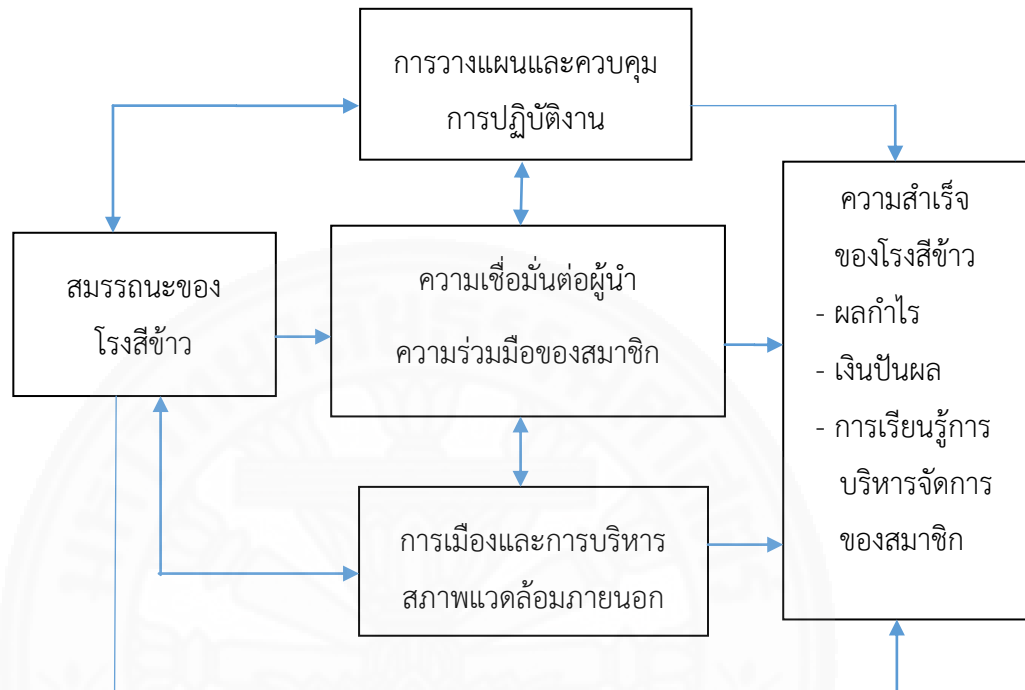 การวางแผนและควบคุม
การปฏิบัติงาน
สมรรถนะของ
โรงสีข้าว
ความเชื่อมั่นต่อผู้นำ
ความร่วมมือของสมาชิก
การเมืองและการบริหาร
สภาพแวดล้อมภายนอก
ความสำเร็จ
ของโรงสีข้าว
- ผลกำไร
- เงินปันผล
- การเรียนรู้การ
บริหารจัดการ
ของสมาชิก